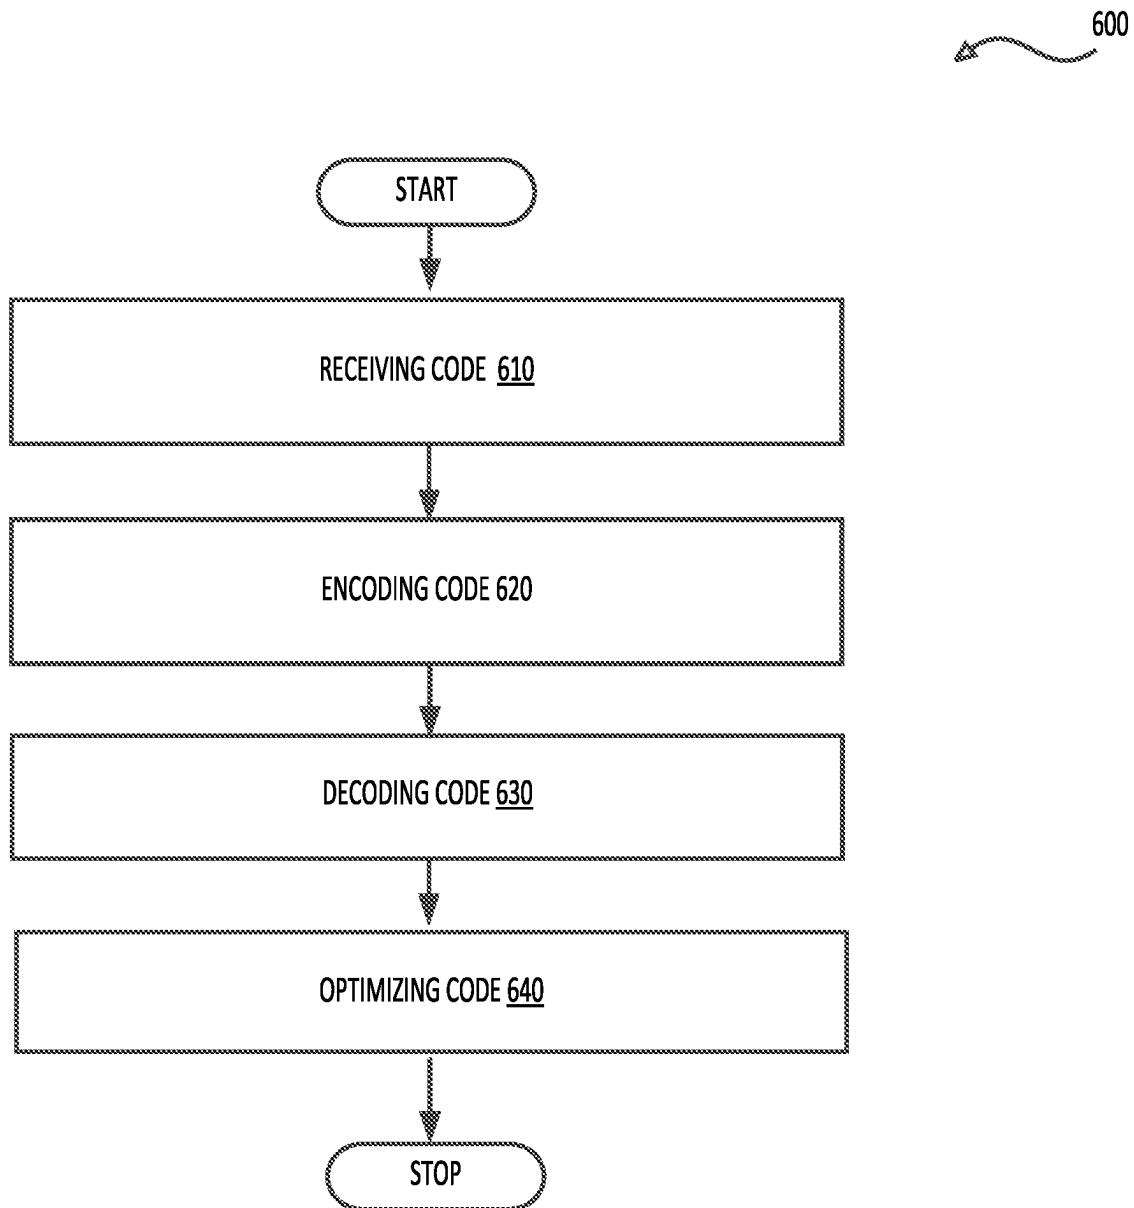 600
START
RECEIVING CODE 610
ENCODING CODE 620
DECODING CODE 630
OPTIMIZING CODE 640
STOP